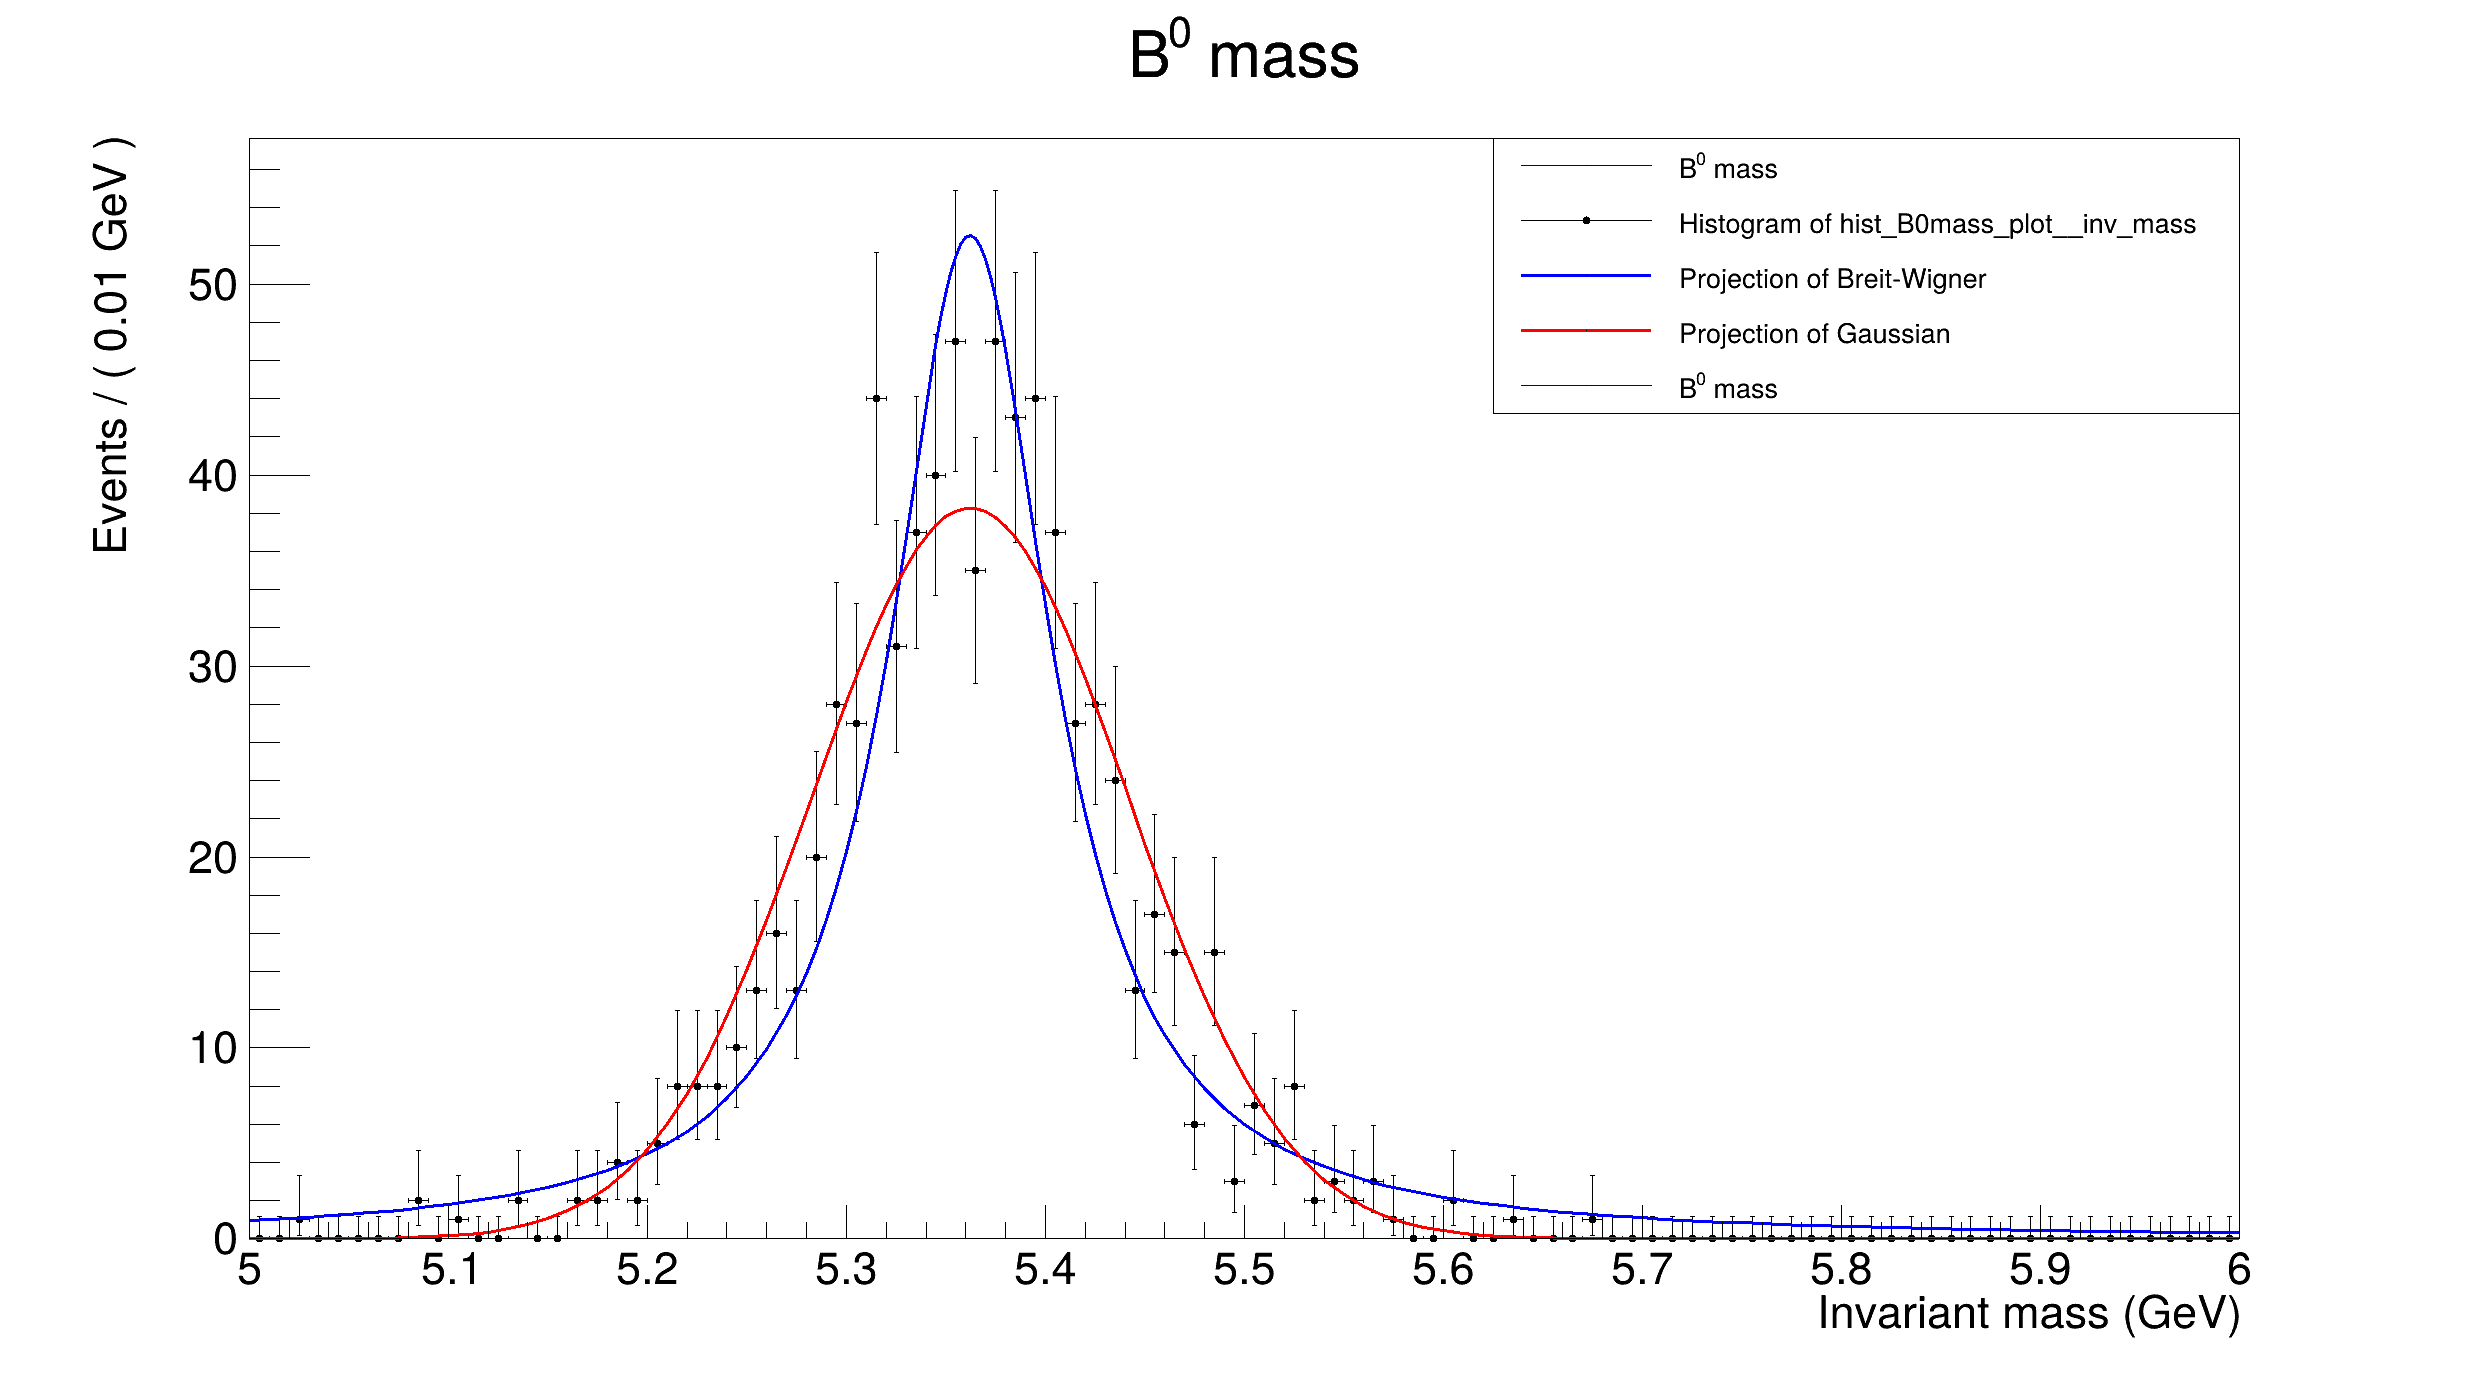 B⁰ mass
Events / ( 0.01 GeV )
50
40
30
20
10
0
B⁰ mass
Histogram of hist_B0mass_plot__inv_mass
Projection of Breit-Wigner
Projection of Gaussian
B⁰ mass
5 5.1 5.2 5.3 5.4 5.5 5.6 5.7 5.8 5.9 6
Invariant mass (GeV)